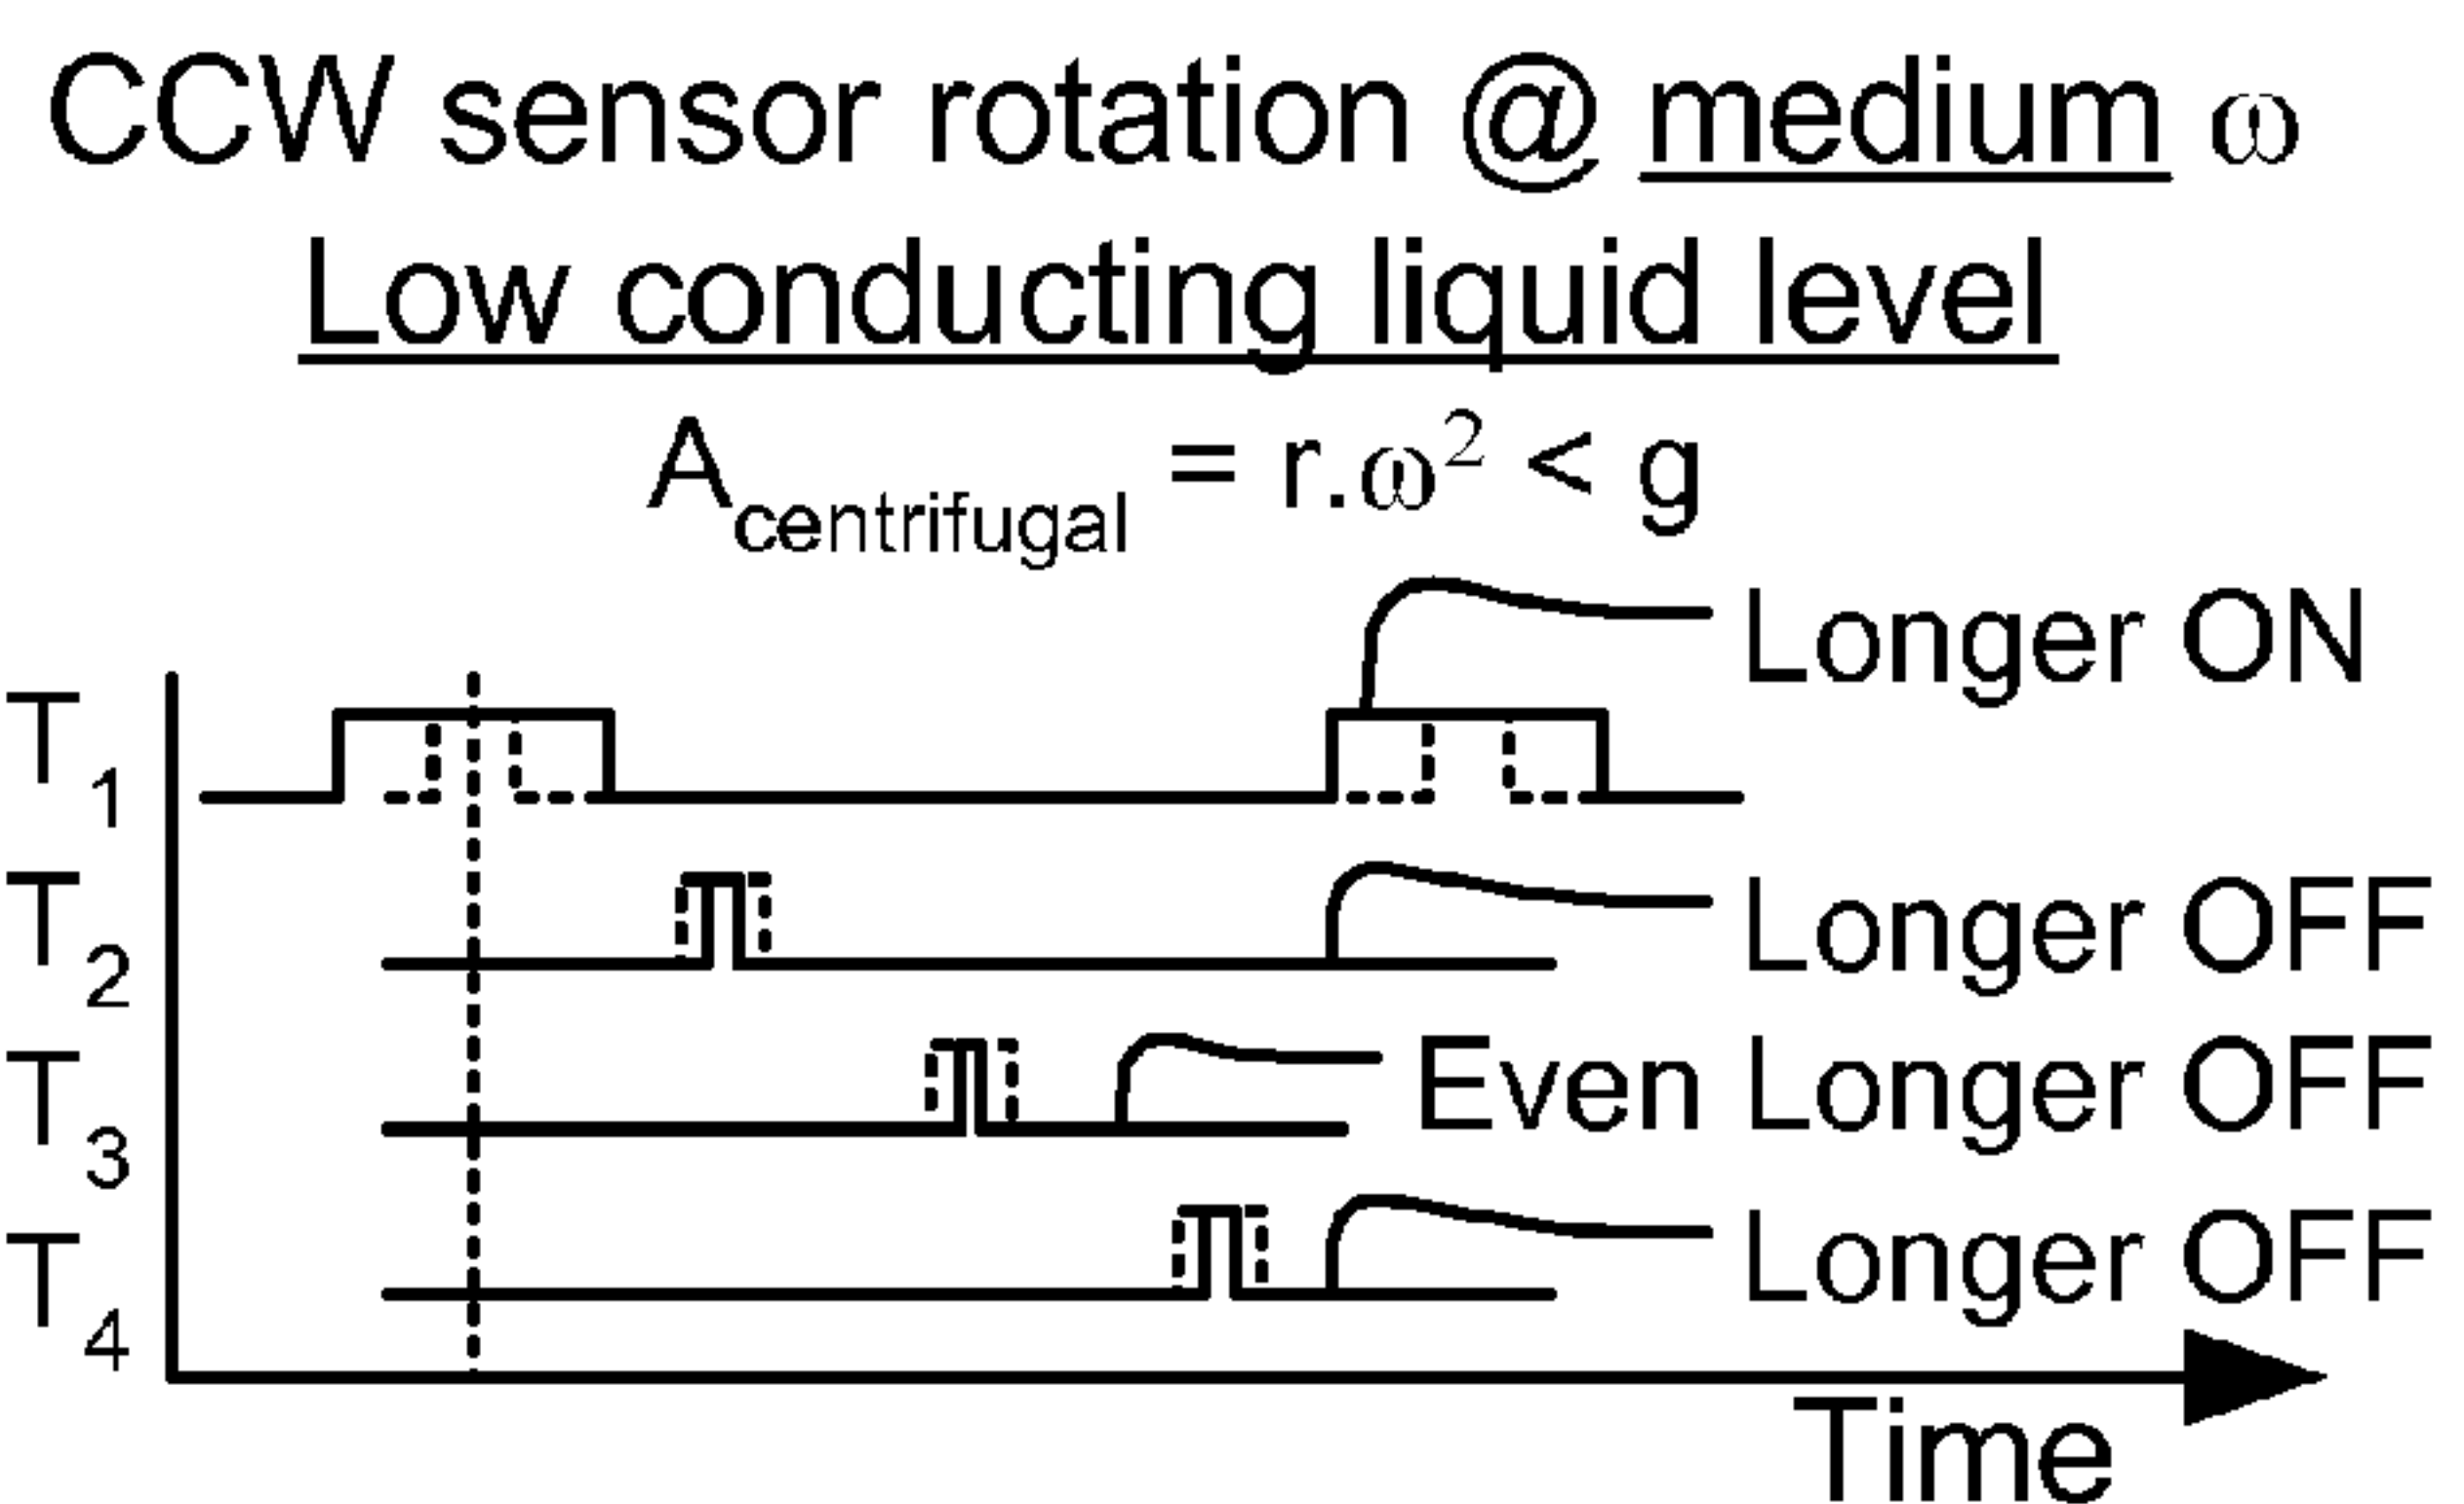 CCW sensor rotation @ medium ω
Low conducting liquid level
A centrifugal = r.ω² < g
Longer ON
T1
T2 Longer OFF
T3 Even Longer OFF
T4 Longer OFF
Time